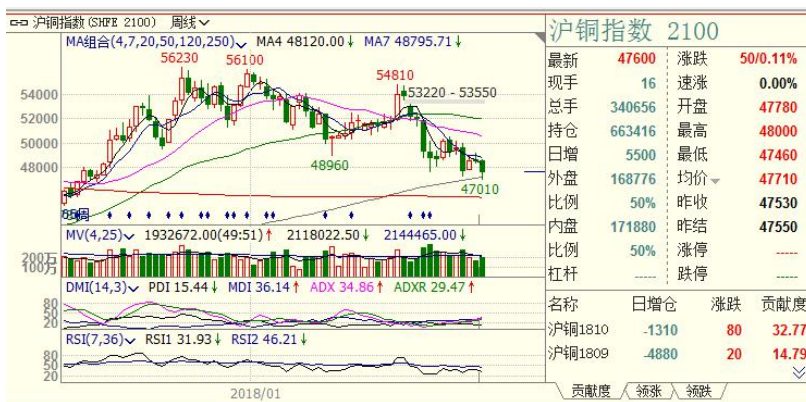 沪铜指数(SHFE 2100) 周线
MA组合(4,7,20,50,120,250) MA4 48120.00↓ MA7 48795.71↓
56230
56100
54810
53220 - 53550
54000
52000
50000
48000
48960
47010
85周
MV(4,25) 1932672.00(49:51)↑ 2118022.50↓ 2144465.00↓
200万
100万
DMI(14,3) PDI 15.44↓ MDI 36.14↑ ADX 34.86↑ ADXR 29.47↑
80
50
20
RSI(7,36) RSI1 31.93↓ RSI2 46.21↓
80
50
20
2018/01
沪铜指数 2100
最新 47600 涨跌 50/0.11%
现手 16 速涨 0.00%
总手 340656 开盘 47780
持仓 663416 最高 48000
日增 5500 最低 47460
外盘 168776 均价 47710
比例 50% 昨收 47530
内盘 171880 昨结 47550
比例 50% 涨停 -----
杠杆 ----- 跌停 -----
名称 日增仓 涨跌 贡献度
沪铜1810 -1310 80 32.77
沪铜1809 -4880 20 14.79
贡献度 领涨 领跌